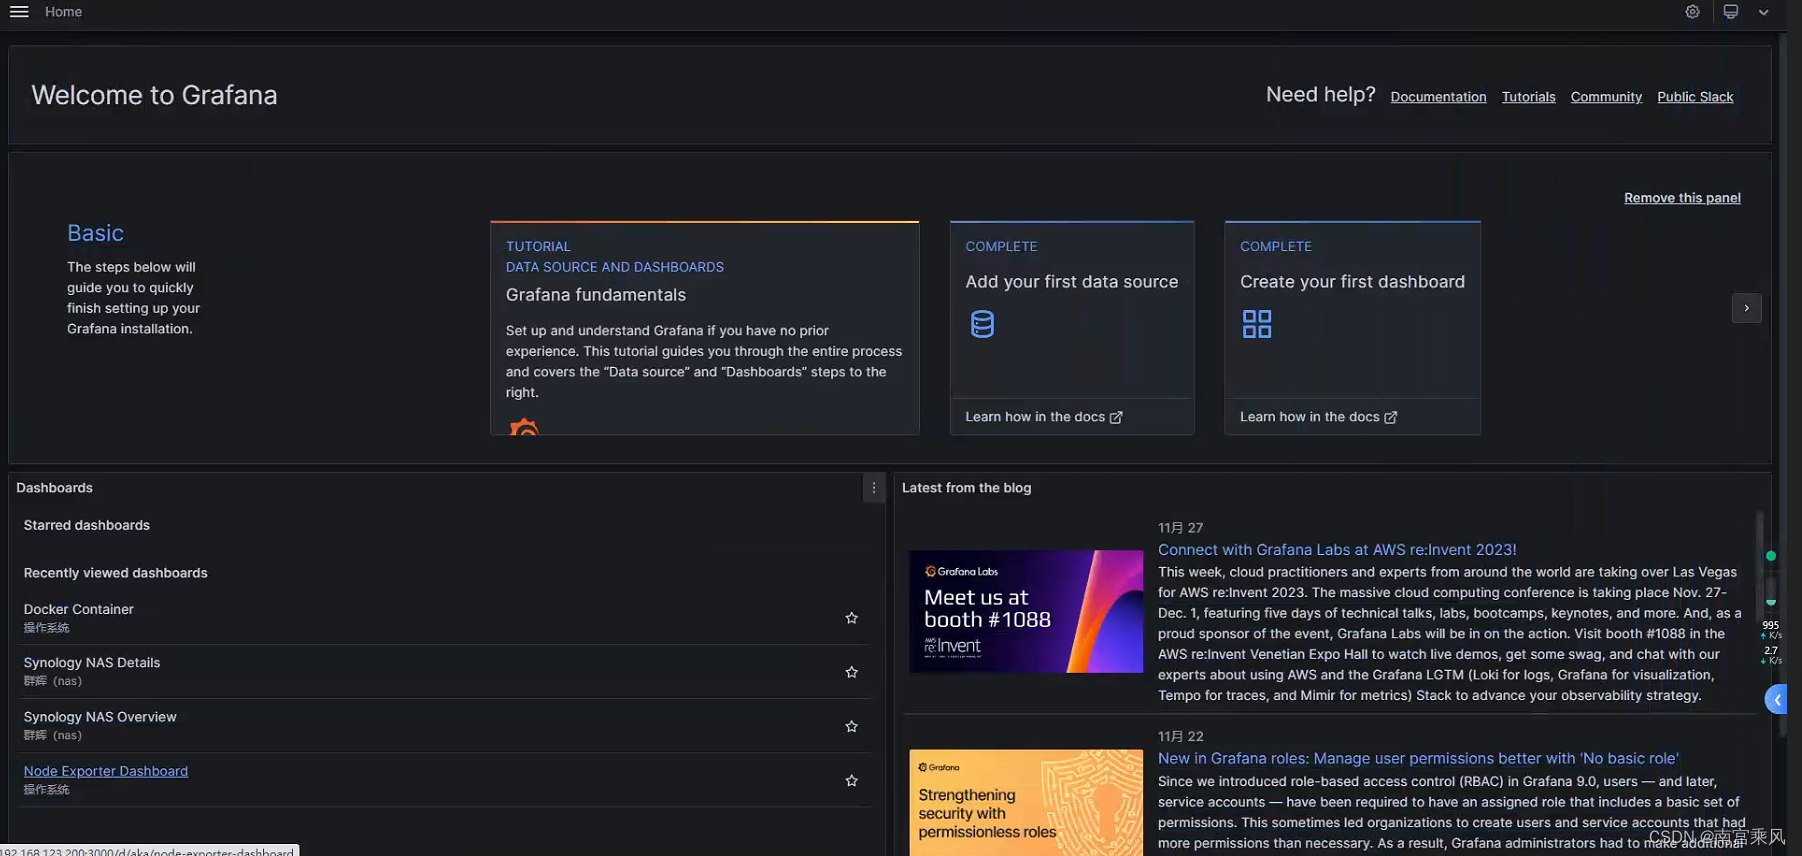 Home
Welcome to Grafana
Need help? Documentation Tutorials Community Public Slack
Remove this panel
Basic
The steps below will
guide you to quickly
finish setting up your
Grafana installation.
TUTORIAL
DATA SOURCE AND DASHBOARDS
Grafana fundamentals
Set up and understand Grafana if you have no prior
experience. This tutorial guides you through the entire process
and covers the “Data source” and “Dashboards” steps to the
right.
COMPLETE
Add your first data source
Learn how in the docs
COMPLETE
Create your first dashboard
Learn how in the docs
Dashboards
Starred dashboards
Recently viewed dashboards
Docker Container
操作系统
Synology NAS Details
群辉（nas）
Synology NAS Overview
群辉（nas）
Node Exporter Dashboard
操作系统
192.168.123.200:3000/d/aka/node-exporter-dashboard
Latest from the blog
Grafana Labs
Meet us at
booth #1088
AWS
re:Invent
11月 27
Connect with Grafana Labs at AWS re:Invent 2023!
This week, cloud practitioners and experts from around the world are taking over Las Vegas
for AWS re:Invent 2023. The massive cloud computing conference is taking place Nov. 27-
Dec. 1, featuring five days of technical talks, labs, bootcamps, keynotes, and more. And, as a
proud sponsor of the event, Grafana Labs will be in on the action. Visit booth #1088 in the
AWS re:Invent Venetian Expo Hall to watch live demos, get some swag, and chat with our
experts about using AWS and the Grafana LGTM (Loki for logs, Grafana for visualization,
Tempo for traces, and Mimir for metrics) Stack to advance your observability strategy.
Grafana
Strengthening
security with
permissionless roles
11月 22
New in Grafana roles: Manage user permissions better with 'No basic role'
Since we introduced role-based access control (RBAC) in Grafana 9.0, users — and later,
service accounts — have been required to have an assigned role that includes a basic set of
permissions. This sometimes led organizations to create users and service accounts that had
more permissions than necessary. As a result, Grafana administrators had to make additional
995
K/s
2.7
K/s
CSDN @南宫乘风